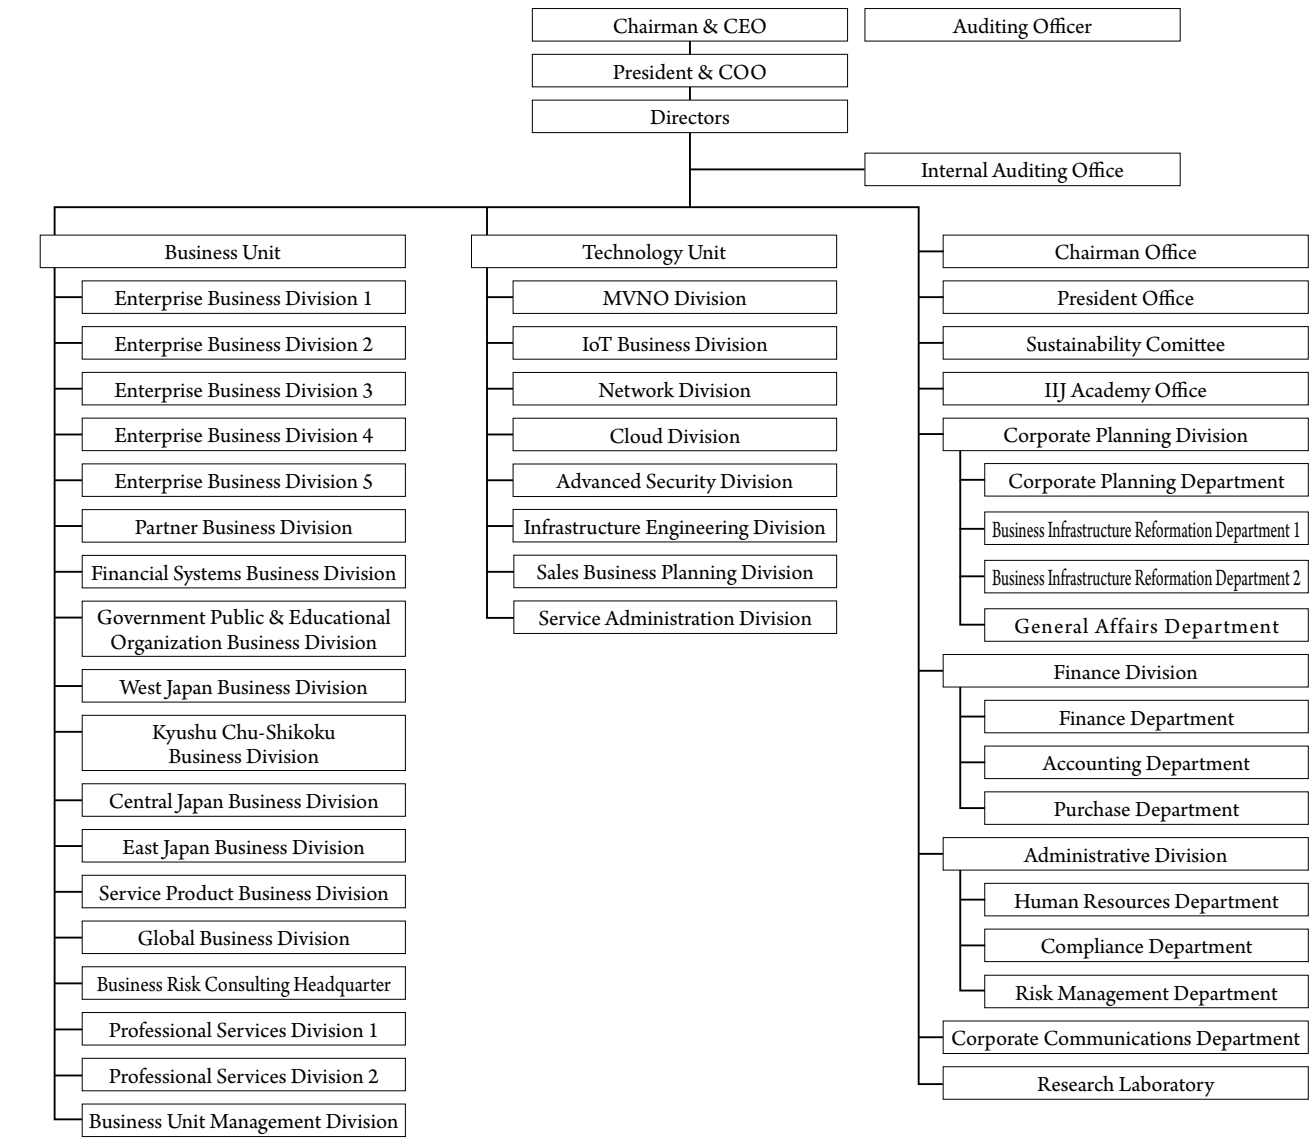 Chairman & CEO
Auditing Officer
President & COO
Directors
Internal Auditing Office
Business Unit
Enterprise Business Division 1
Enterprise Business Division 2
Enterprise Business Division 3
Enterprise Business Division 4
Enterprise Business Division 5
Partner Business Division
Financial Systems Business Division
Government Public & Educational
Organization Business Division
West Japan Business Division
Kyushu Chu-Shikoku
Business Division
Central Japan Business Division
East Japan Business Division
Service Product Business Division
Global Business Division
Business Risk Consulting Headquarter
Professional Services Division 1
Professional Services Division 2
Business Unit Management Division
Technology Unit
MVNO Division
IoT Business Division
Network Division
Cloud Division
Advanced Security Division
Infrastructure Engineering Division
Sales Business Planning Division
Service Administration Division
Chairman Office
President Office
Sustainability Comittee
IIJ Academy Office
Corporate Planning Division
Corporate Planning Department
Business Infrastructure Reformation Department 1
Business Infrastructure Reformation Department 2
General Affairs Department
Finance Division
Finance Department
Accounting Department
Purchase Department
Administrative Division
Human Resources Department
Compliance Department
Risk Management Department
Corporate Communications Department
Research Laboratory